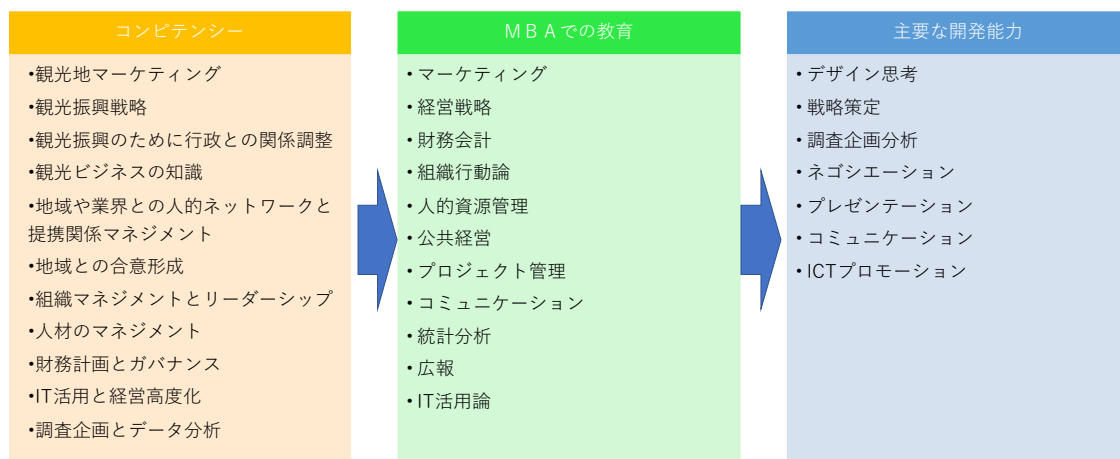 コンピテンシー
•観光地マーケティング
•観光振興戦略
•観光振興のために行政との関係調整
•観光ビジネスの知識
•地域や業界との人的ネットワークと
提携関係マネジメント
•地域との合意形成
•組織マネジメントとリーダーシップ
•人材のマネジメント
•財務計画とガバナンス
•IT活用と経営高度化
•調査企画とデータ分析
ＭＢＡでの教育
• マーケティング
• 経営戦略
• 財務会計
• 組織行動論
• 人的資源管理
• 公共経営
• プロジェクト管理
• コミュニケーション
• 統計分析
• 広報
• IT活用論
主要な開発能力
• デザイン思考
• 戦略策定
• 調査企画分析
• ネゴシエーション
• プレゼンテーション
• コミュニケーション
• ICTプロモーション